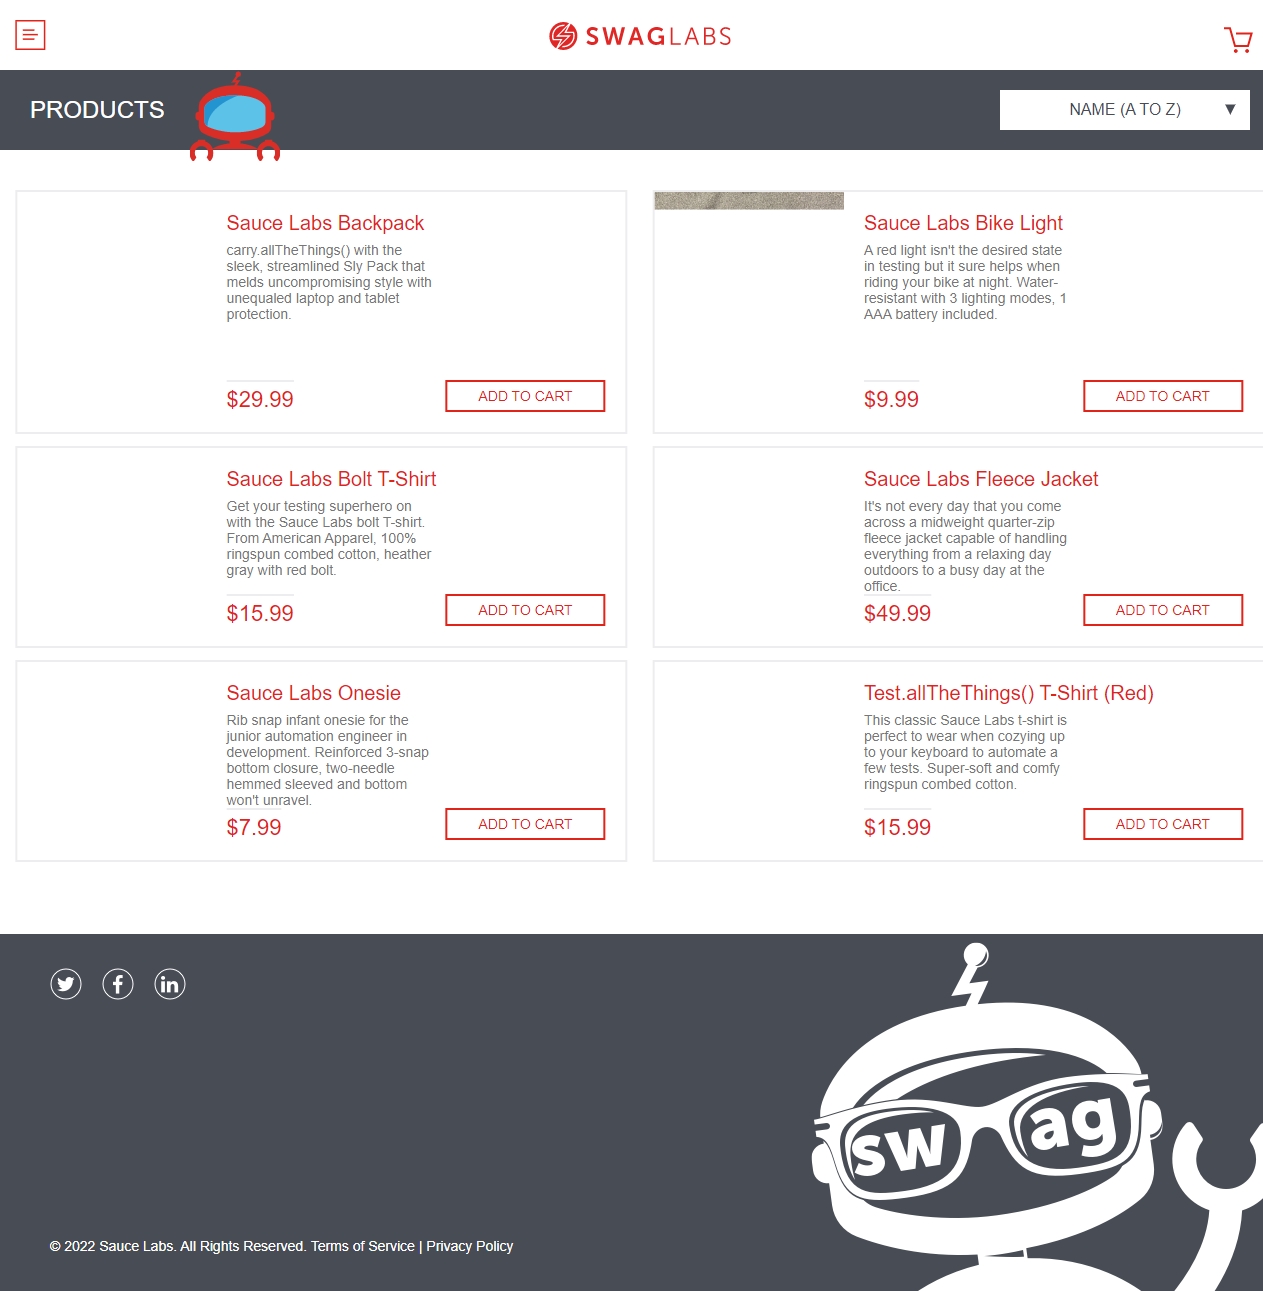 SWAGLABS
PRODUCTS
NAME (A TO Z)
Sauce Labs Backpack
carry.allTheThings() with the
sleek, streamlined Sly Pack that
melds uncompromising style with
unequaled laptop and tablet
protection.
$29.99
ADD TO CART
Sauce Labs Bike Light
A red light isn't the desired state
in testing but it sure helps when
riding your bike at night. Water-
resistant with 3 lighting modes, 1
AAA battery included.
$9.99
ADD TO CART
Sauce Labs Bolt T-Shirt
Get your testing superhero on
with the Sauce Labs bolt T-shirt.
From American Apparel, 100%
ringspun combed cotton, heather
gray with red bolt.
$15.99
ADD TO CART
Sauce Labs Fleece Jacket
It's not every day that you come
across a midweight quarter-zip
fleece jacket capable of handling
everything from a relaxing day
outdoors to a busy day at the
office.
$49.99
ADD TO CART
Sauce Labs Onesie
Rib snap infant onesie for the
junior automation engineer in
development. Reinforced 3-snap
bottom closure, two-needle
hemmed sleeved and bottom
won't unravel.
$7.99
ADD TO CART
Test.allTheThings() T-Shirt (Red)
This classic Sauce Labs t-shirt is
perfect to wear when cozying up
to your keyboard to automate a
few tests. Super-soft and comfy
ringspun combed cotton.
$15.99
ADD TO CART
swag
© 2022 Sauce Labs. All Rights Reserved. Terms of Service | Privacy Policy